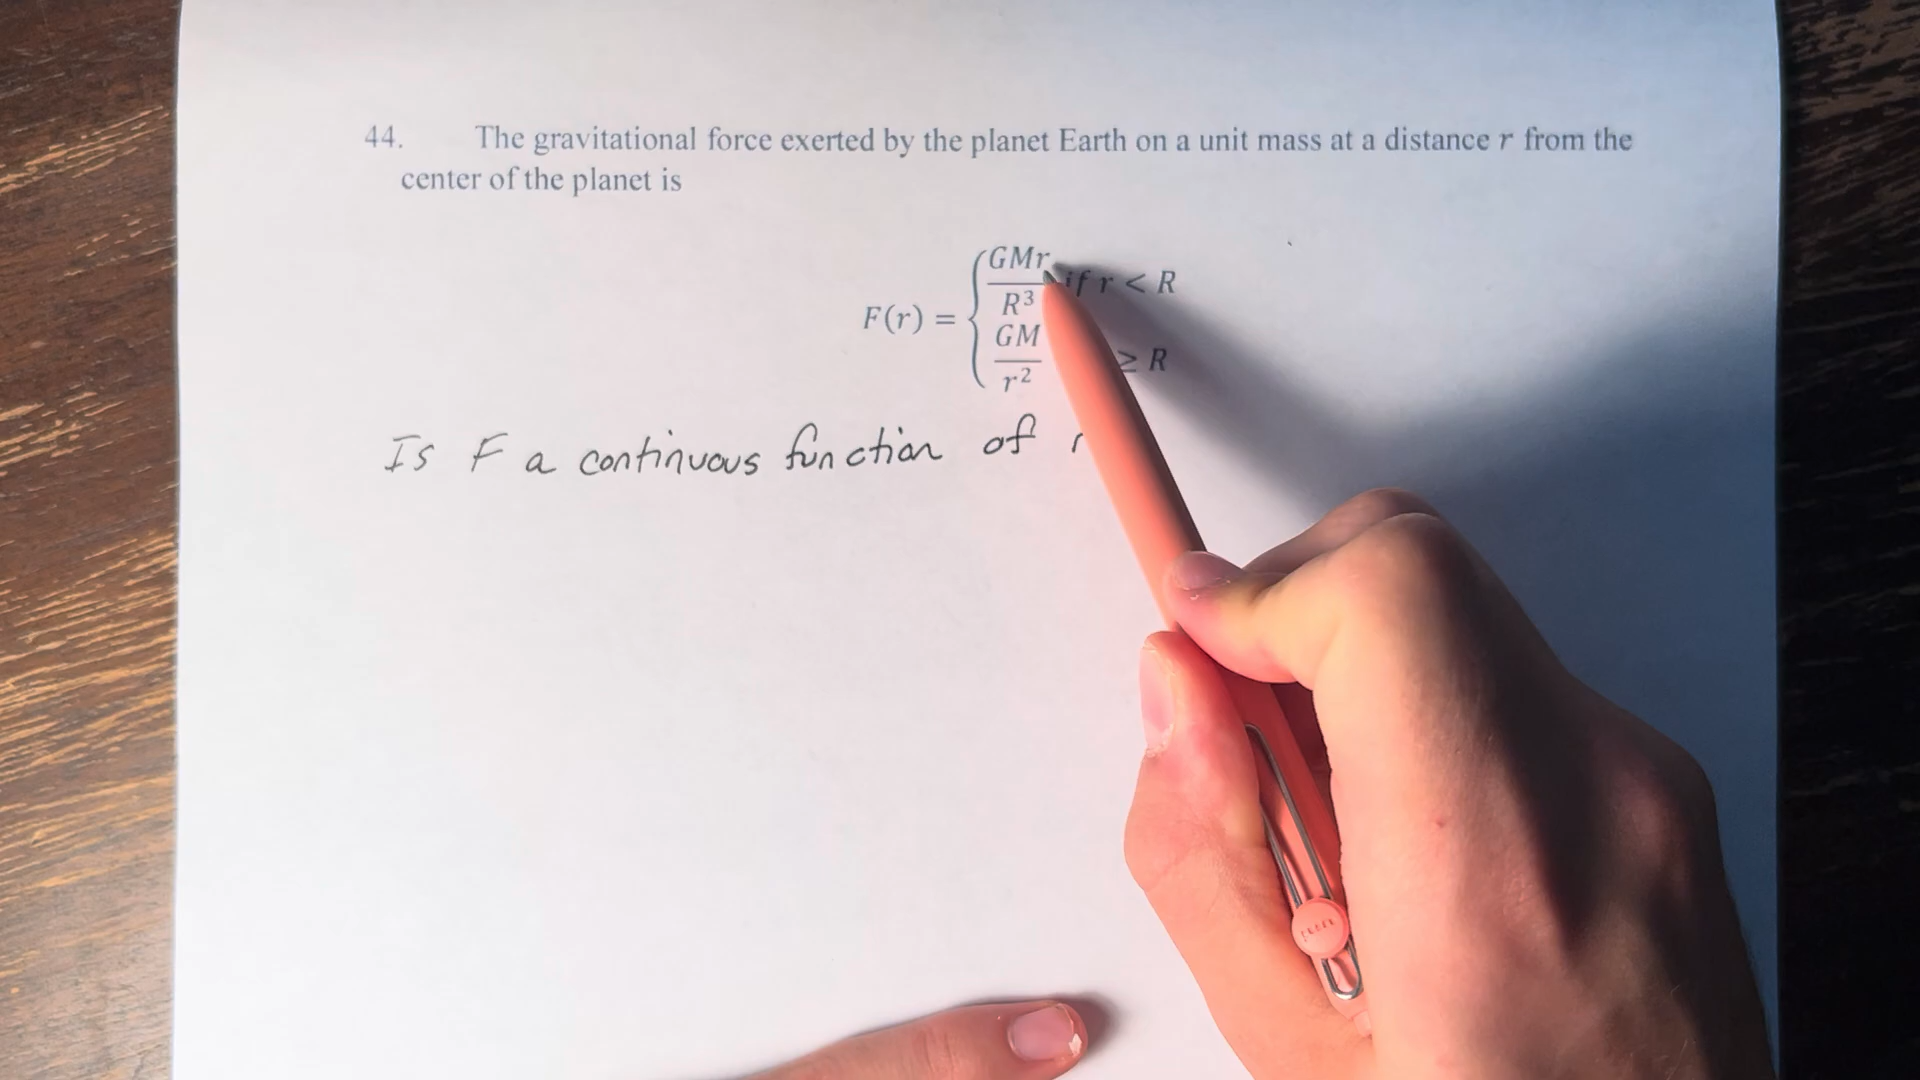 44. The gravitational force exerted by the planet Earth on a unit mass at a distance r from the
center of the planet is
F(r) = { GMr / R³ if r < R
GM / r² ≥ R
Is F a continuous function of